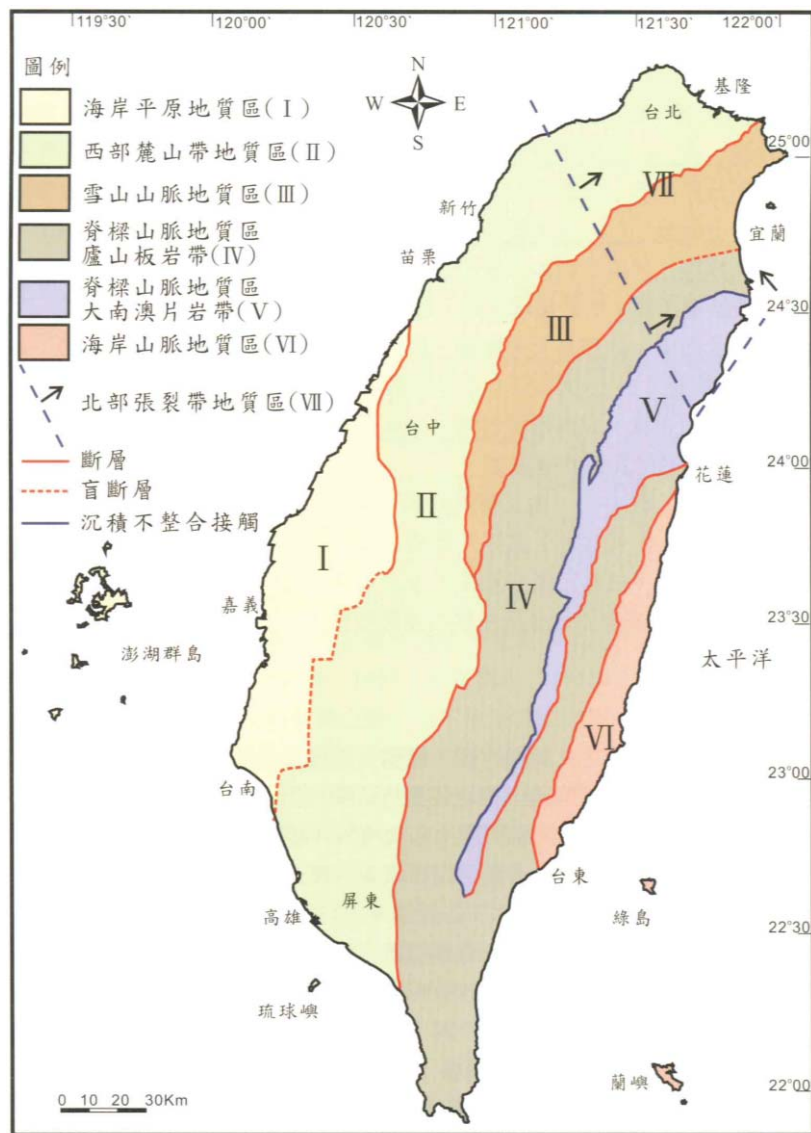 119°30'
120°00'
120°30'
121°00'
121°30'
122°00'
圖例
海岸平原地質區(Ⅰ)
西部麓山帶地質區(Ⅱ)
雪山山脈地質區(Ⅲ)
脊樑山脈地質區
廬山板岩帶(Ⅳ)
脊樑山脈地質區
大南澳片岩帶(Ⅴ)
海岸山脈地質區(Ⅵ)
北部張裂帶地質區(Ⅶ)
斷層
盲斷層
沉積不整合接觸
N
W
E
S
基隆
台北
25°00'
Ⅶ
新竹
宜蘭
苗栗
24°30'
Ⅲ
Ⅴ
台中
花蓮
24°00'
Ⅱ
Ⅰ
Ⅳ
嘉義
23°30'
澎湖群島
太平洋
Ⅵ
台南
23°00'
台東
屏東
高雄
綠島
22°30'
琉球嶼
蘭嶼
22°00'
0 10 20 30Km